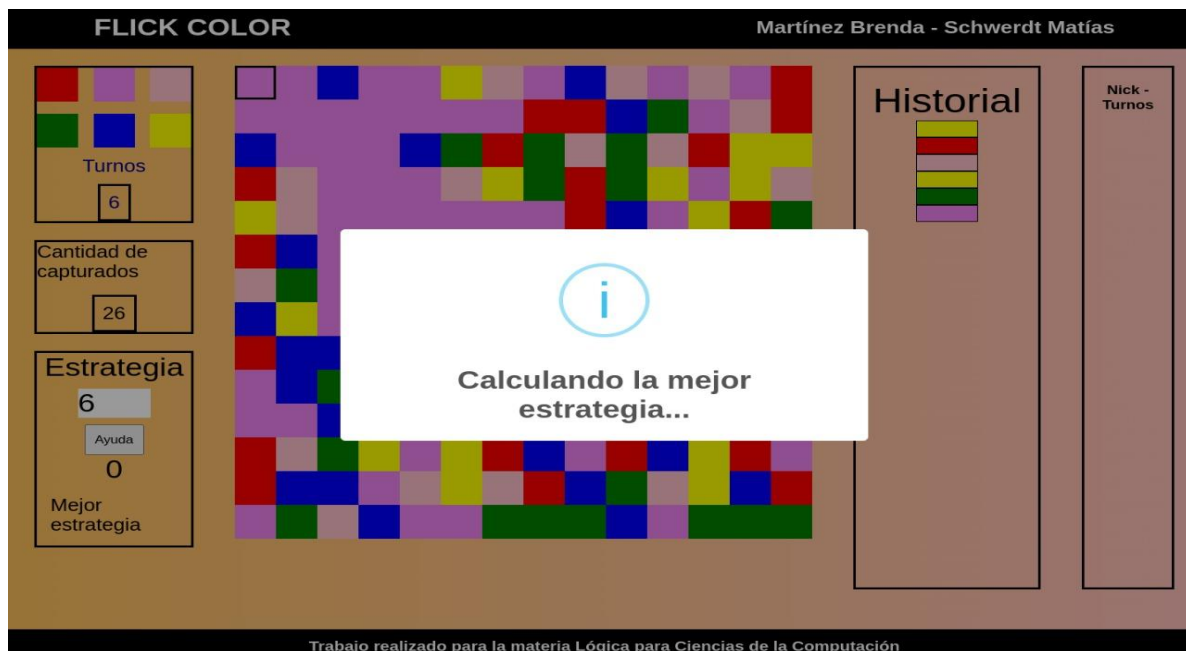 FLICK COLOR
Martínez Brenda - Schwerdt Matías
Turnos
6
Cantidad de
capturados
26
Estrategia
6
Ayuda
0
Mejor
estrategia
Calculando la mejor
estrategia...
Historial
Nick -
Turnos
Trabajo realizado para la materia Lógica para Ciencias de la Computación